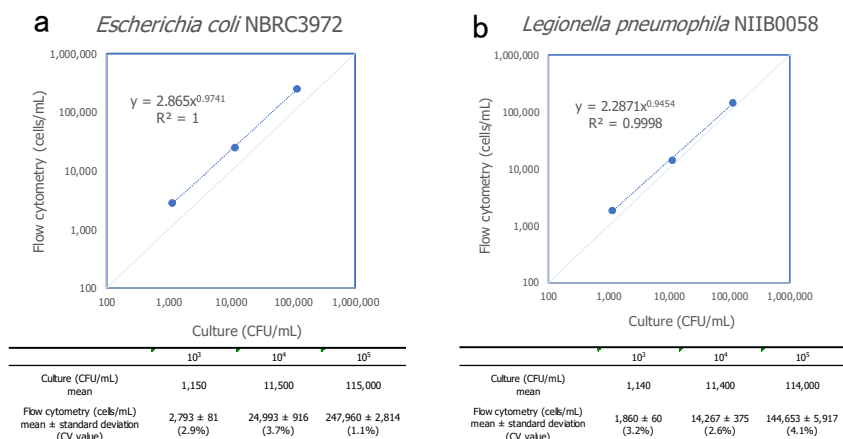 a
Escherichia coli NBRC3972
1,000,000
100,000
10,000
1,000
100
Flow cytometry (cells/mL)
y = 2.865x^0.9741
R² = 1
100
1,000
10,000
100,000
1,000,000
Culture (CFU/mL)
10³ 10⁴ 10⁵
Culture (CFU/mL)
mean
1,150 11,500 115,000
Flow cytometry (cells/mL)
mean ± standard deviation
(CV value)
2,793 ± 81 24,993 ± 916 247,960 ± 2,814
(2.9%) (3.7%) (1.1%)
b
Legionella pneumophila NIIB0058
1,000,000
100,000
10,000
1,000
100
Flow cytometry (cells/mL)
y = 2.2871x^0.9454
R² = 0.9998
100
1,000
10,000
100,000
1,000,000
Culture (CFU/mL)
10³ 10⁴ 10⁵
Culture (CFU/mL)
mean
1,140 11,400 114,000
Flow cytometry (cells/mL)
mean ± standard deviation
(CV value)
1,860 ± 60 14,267 ± 375 144,653 ± 5,917
(3.2%) (2.6%) (4.1%)